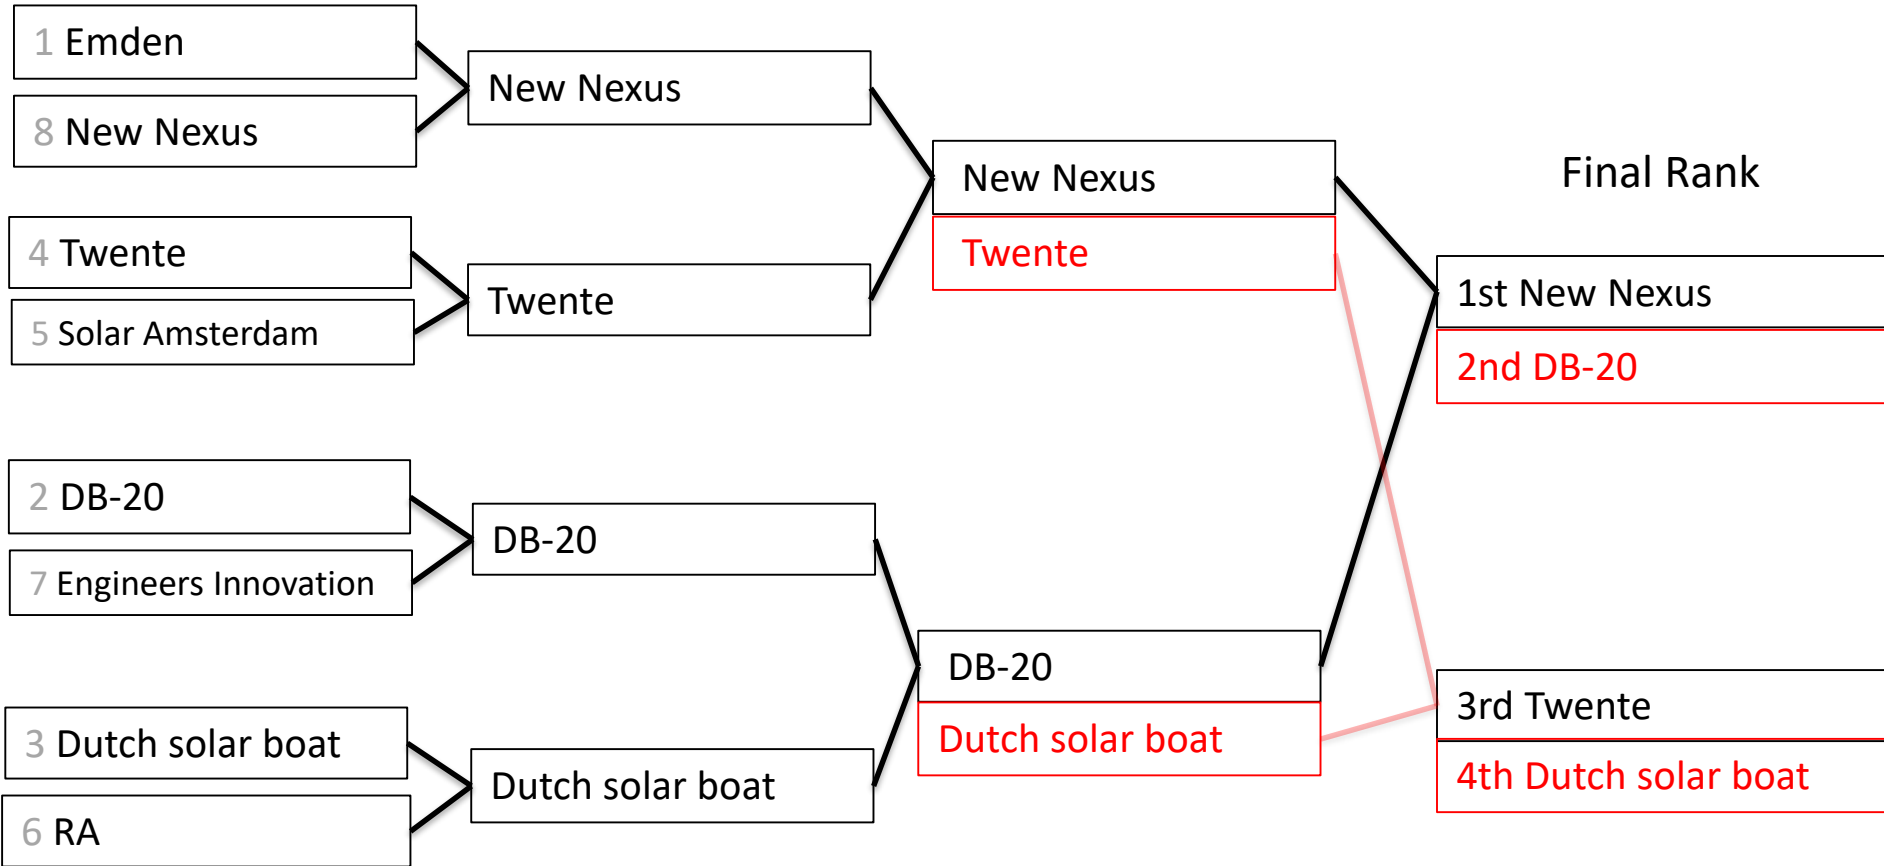 1 Emden
8 New Nexus
4 Twente
5 Solar Amsterdam
2 DB-20
7 Engineers Innovation
3 Dutch solar boat
6 RA
New Nexus
Twente
DB-20
Dutch solar boat
New Nexus
Twente
DB-20
Dutch solar boat
Final Rank
1st New Nexus
2nd DB-20
3rd Twente
4th Dutch solar boat